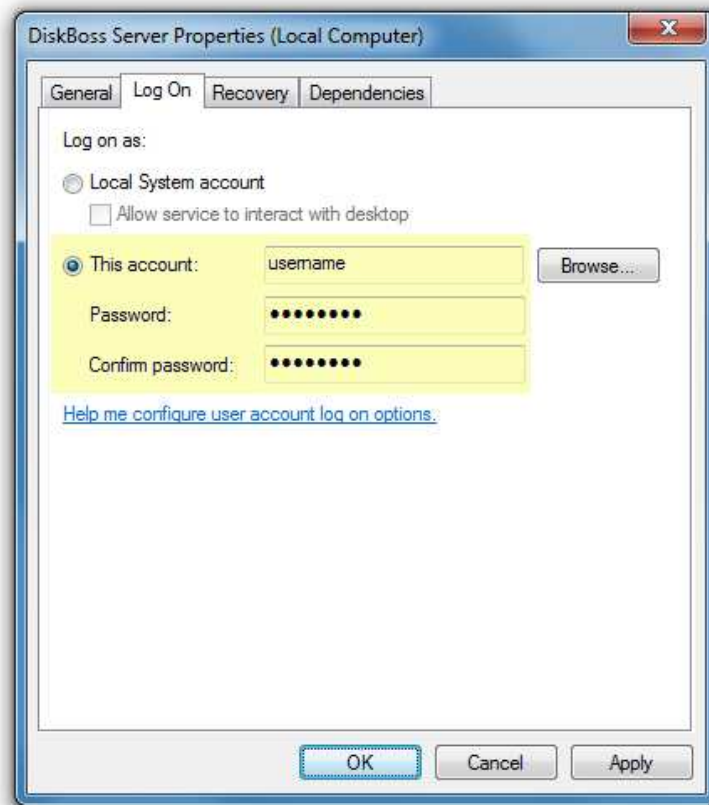 DiskBoss Server Properties (Local Computer)
General Log On Recovery Dependencies
Log on as:
Local System account
Allow service to interact with desktop
This account: username Browse...
Password: ●●●●●●●●
Confirm password: ●●●●●●●●
Help me configure user account log on options.
OK Cancel Apply